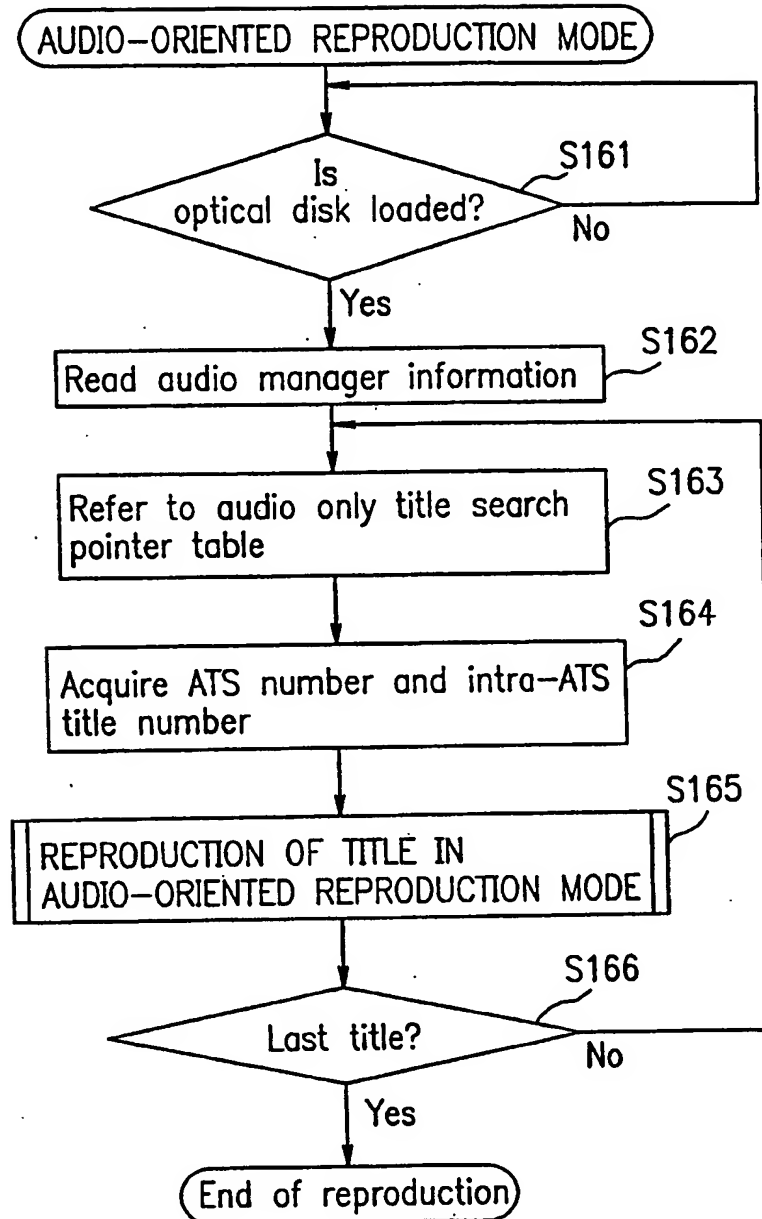 AUDIO-ORIENTED REPRODUCTION MODE
S161
Is
optical disk loaded?
No
Yes
S162
Read audio manager information
S163
Refer to audio only title search
pointer table
S164
Acquire ATS number and intra-ATS
title number
S165
REPRODUCTION OF TITLE IN
AUDIO-ORIENTED REPRODUCTION MODE
S166
Last title?
No
Yes
End of reproduction